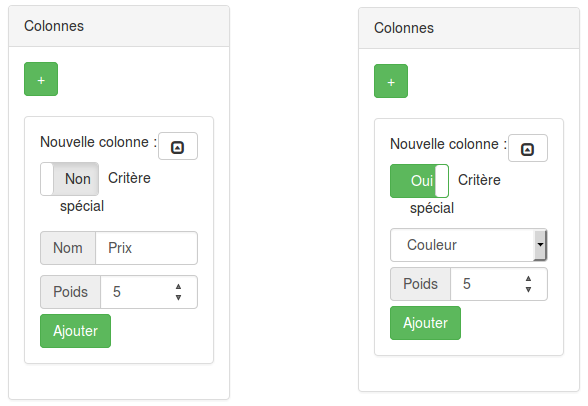 Colonnes
+
Nouvelle colonne :
Non Critère
spécial
Nom Prix
Poids 5
Ajouter
Colonnes
+
Nouvelle colonne :
Oui Critère
spécial
Couleur
Poids 5
Ajouter